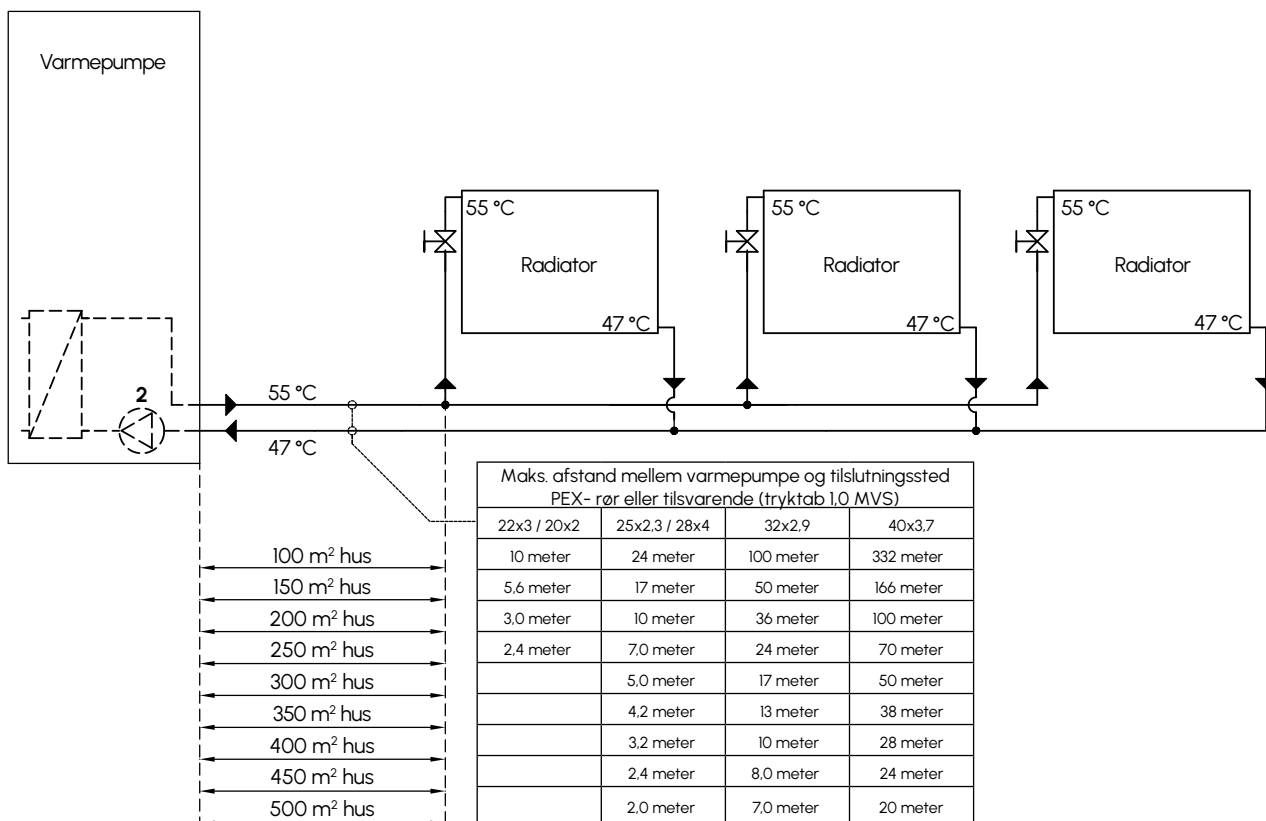 Varmepumpe
55 °C
55 °C
55 °C
Radiator
Radiator
Radiator
47 °C
47 °C
47 °C
2
55 °C
47 °C
Maks. afstand mellem varmepumpe og tilslutningssted
PEX- rør eller tilsvarende (tryktab 1,0 MVS)
22x3 / 20x2 25x2,3 / 28x4 32x2,9 40x3,7
100 m² hus 10 meter 24 meter 100 meter 332 meter
150 m² hus 5,6 meter 17 meter 50 meter 166 meter
200 m² hus 3,0 meter 10 meter 36 meter 100 meter
250 m² hus 2,4 meter 7,0 meter 24 meter 70 meter
300 m² hus 5,0 meter 17 meter 50 meter
350 m² hus 4,2 meter 13 meter 38 meter
400 m² hus 3,2 meter 10 meter 28 meter
450 m² hus 2,4 meter 8,0 meter 24 meter
500 m² hus 2,0 meter 7,0 meter 20 meter